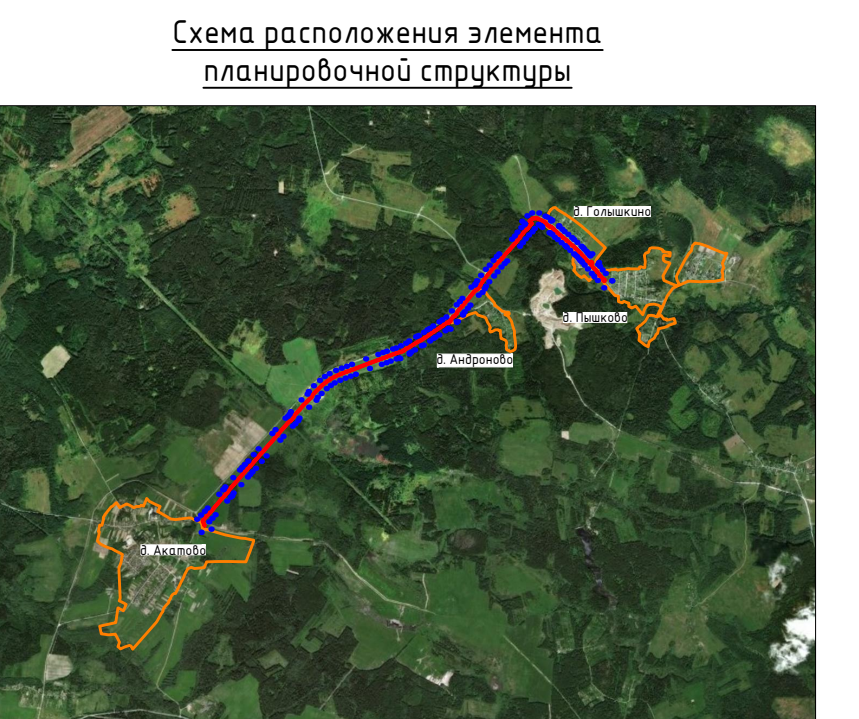 Схема расположения элемента
планировочной структуры
д. Голышкино
д. Пышково
д. Андроново
д. Акатово